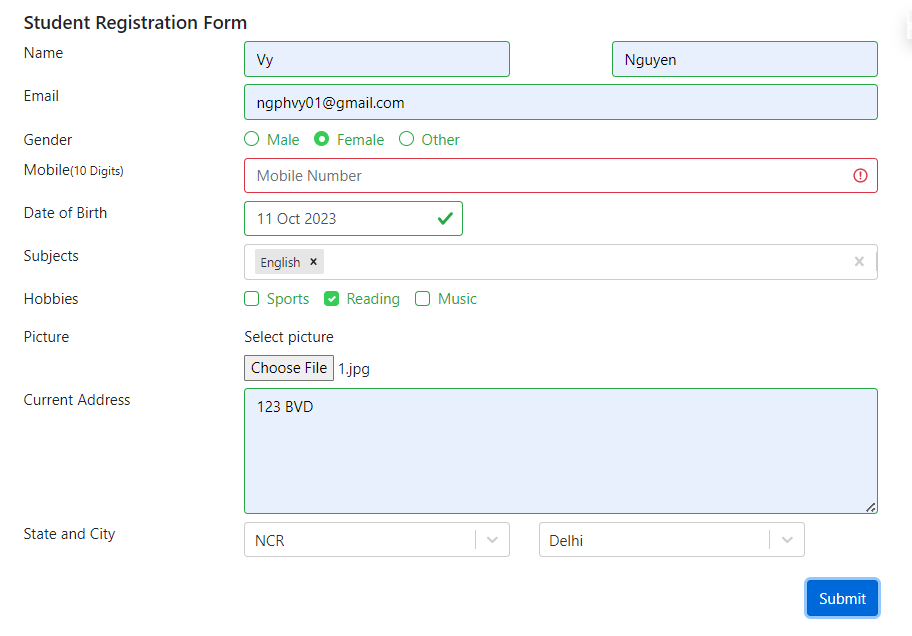 Student Registration Form
Name Vy Nguyen
Email ngphvy01@gmail.com
Gender Male Female Other
Mobile(10 Digits) Mobile Number
Date of Birth 11 Oct 2023
Subjects English
Hobbies Sports Reading Music
Picture Select picture
Choose File 1.jpg
Current Address 123 BVD
State and City NCR Delhi
Submit